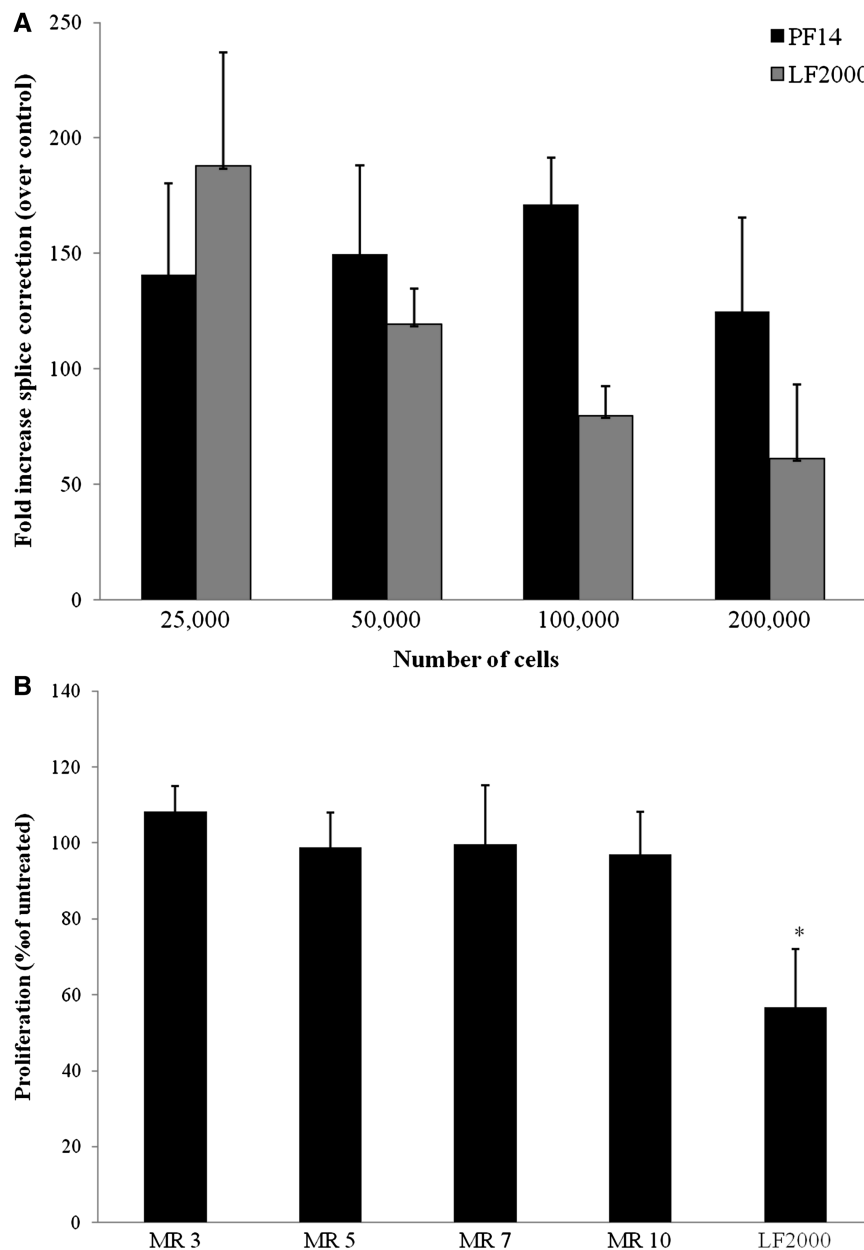 A
250
PF14
LF2000
200
150
100
50
0
Fold increase splice correction (over control)
25,000 50,000 100,000 200,000
Number of cells
B
140
120
100
80
60
40
20
0
Proliferation (%of untreated)
*
MR 3 MR 5 MR 7 MR 10 LF2000